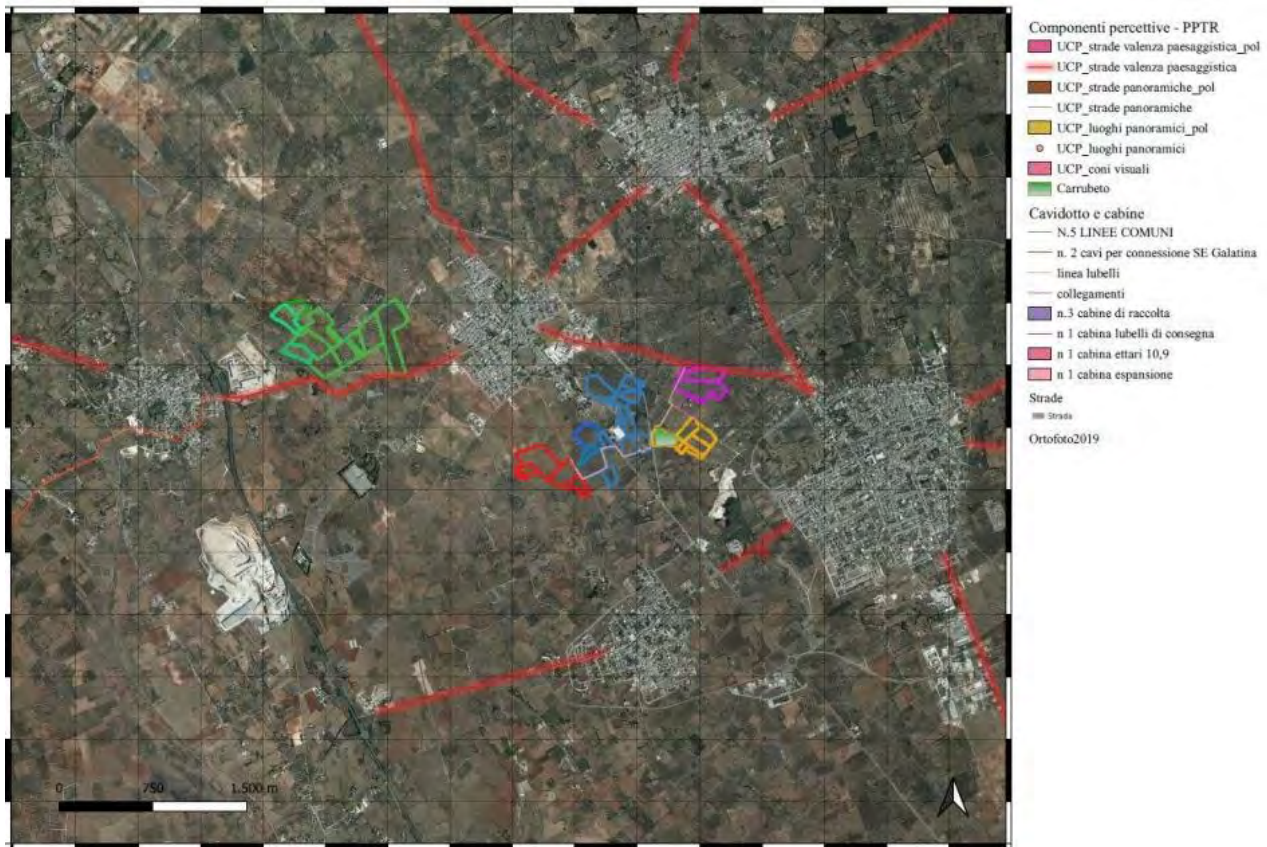 Componenti percettive - PPTR
UCP_strade valenza paesaggistica_pol
UCP_strade valenza paesaggistica
UCP_strade panoramiche_pol
UCP_strade panoramiche
UCP_luoghi panoramici_pol
UCP_luoghi panoramici
UCP_coni visuali
Carrubeto
Cavidotto e cabine
N.5 LINEE COMUNI
n. 2 cavi per connessione SE Galatina
linea lubelli
collegamenti
n.3 cabine di raccolta
n 1 cabina lubelli di consegna
n 1 cabina ettari 10,9
n 1 cabina espansione
Strade
Strada
Ortofoto2019
0 750 1.500 m